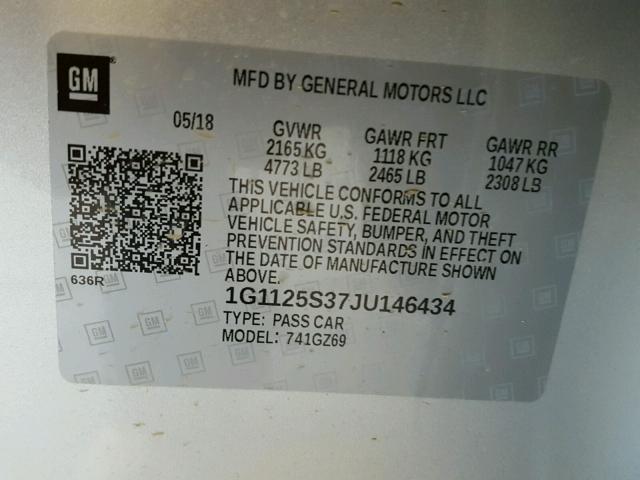 GM
MFD BY GENERAL MOTORS LLC
05/18
GVWR GAWR FRT GAWR RR
2165 KG 1118 KG 1047 KG
4773 LB 2465 LB 2308 LB
THIS VEHICLE CONFORMS TO ALL
APPLICABLE U.S. FEDERAL MOTOR
VEHICLE SAFETY, BUMPER, AND THEFT
PREVENTION STANDARDS IN EFFECT ON
THE DATE OF MANUFACTURE SHOWN
ABOVE.
636R
1G1125S37JU146434
TYPE: PASS CAR
MODEL: 741GZ69